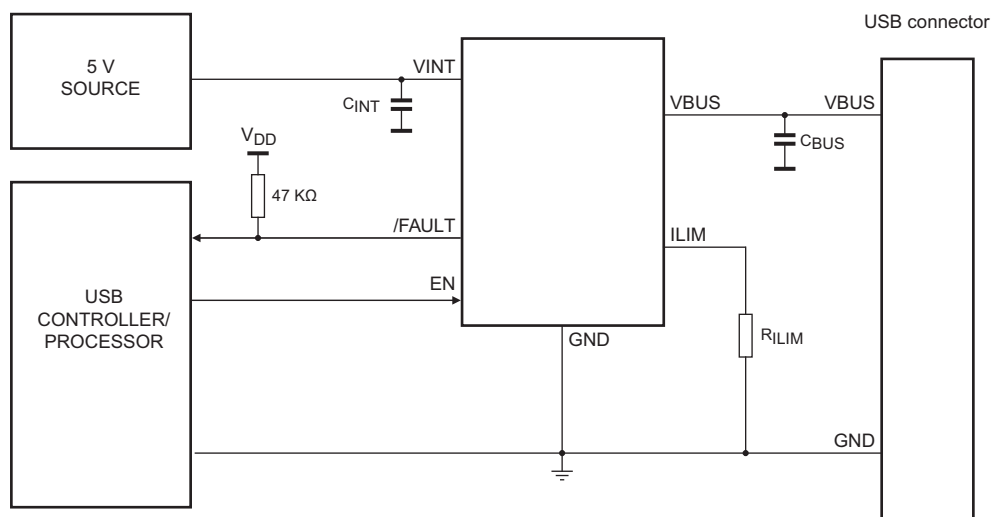 USB connector
5 V
SOURCE
VINT
CINT
VBUS
VBUS
CBUS
VDD
47 KΩ
/FAULT
ILIM
EN
USB
CONTROLLER/
PROCESSOR
GND
RILIM
GND